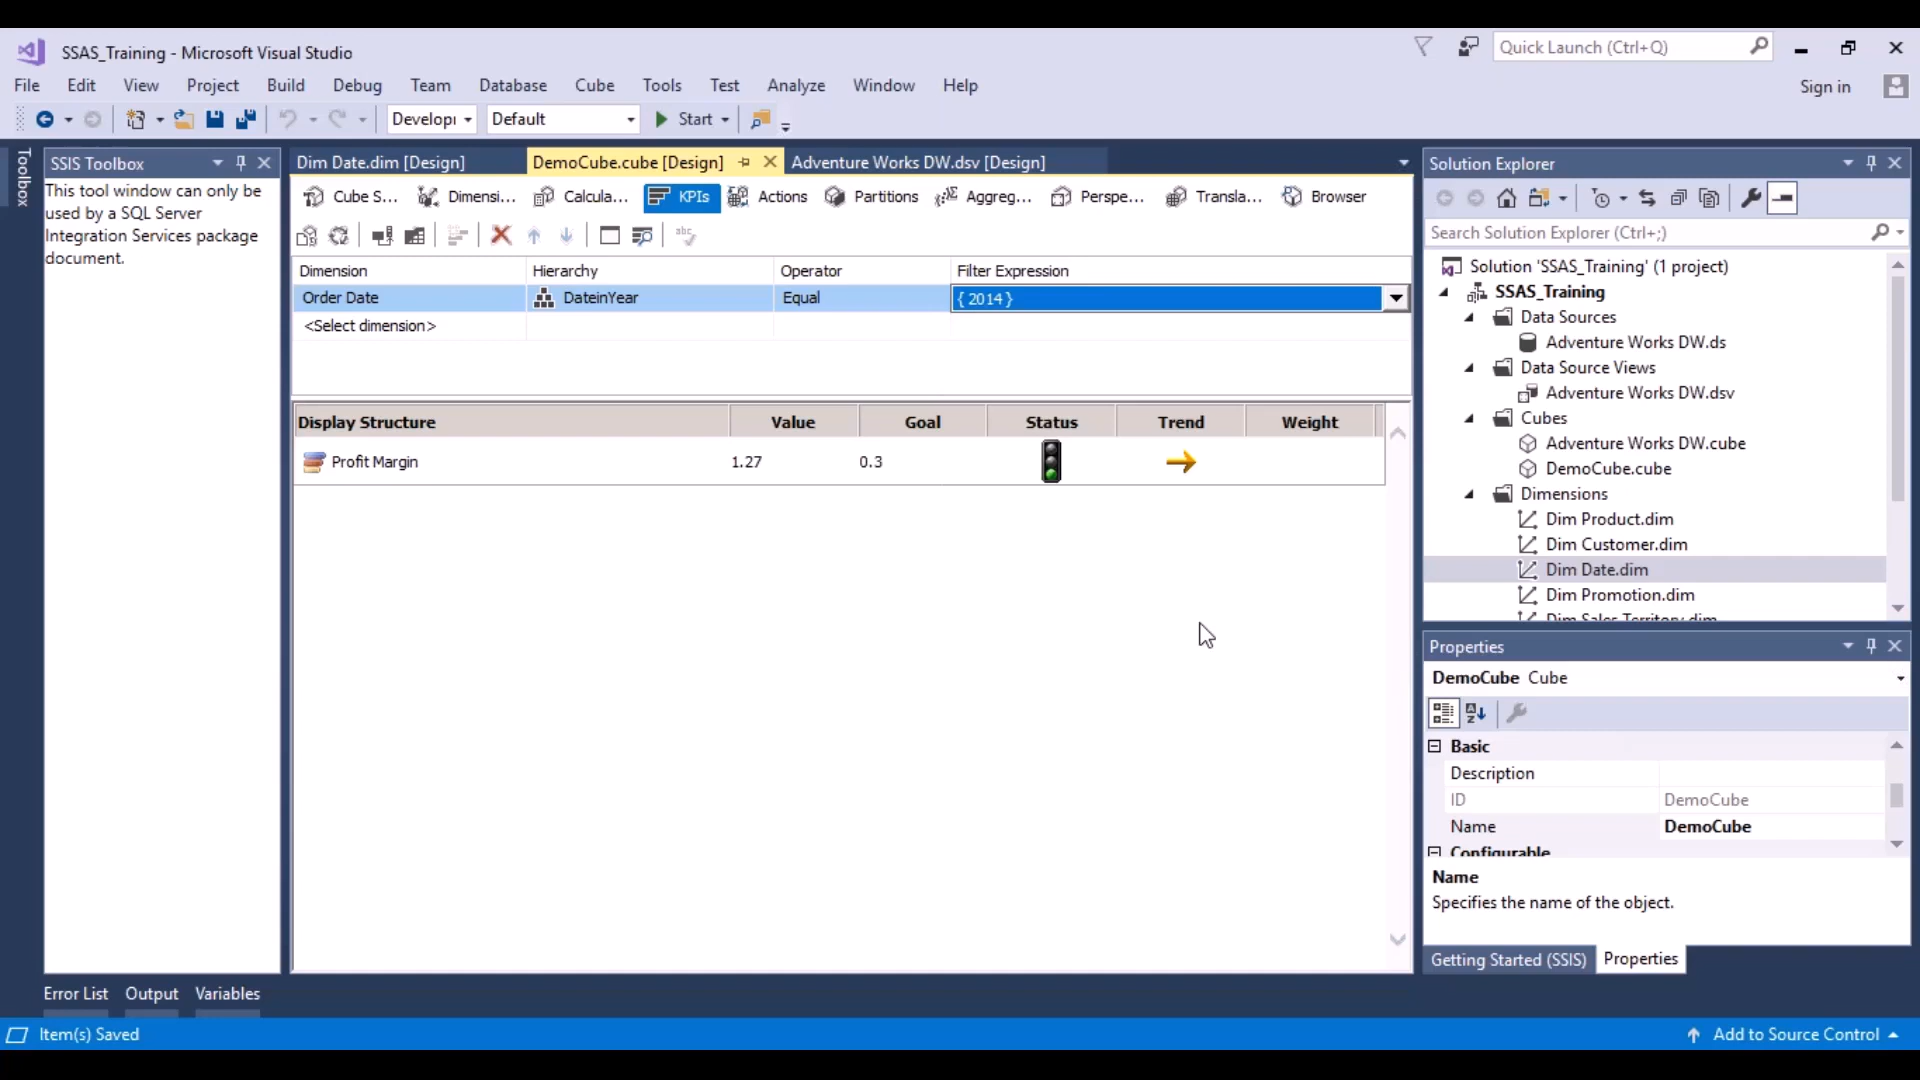 SSAS_Training - Microsoft Visual Studio
Quick Launch (Ctrl+Q)
File Edit View Project Build Debug Team Database Cube Tools Test Analyze Window Help
Sign in
Developi Default Start
Toolbox
SSIS Toolbox
This tool window can only be
used by a SQL Server
Integration Services package
document.
Dim Date.dim [Design] DemoCube.cube [Design] Adventure Works DW.dsv [Design]
Cube S... Dimensi... Calcula... KPIs Actions Partitions Aggreg... Perspe... Transla... Browser
Dimension Hierarchy Operator Filter Expression
Order Date DateinYear Equal { 2014 }
<Select dimension>
Display Structure Value Goal Status Trend Weight
Profit Margin 1.27 0.3
Solution Explorer
Search Solution Explorer (Ctrl+;)
Solution 'SSAS_Training' (1 project)
SSAS_Training
Data Sources
Adventure Works DW.ds
Data Source Views
Adventure Works DW.dsv
Cubes
Adventure Works DW.cube
DemoCube.cube
Dimensions
Dim Product.dim
Dim Customer.dim
Dim Date.dim
Dim Promotion.dim
Dim Sales Territory.dim
Properties
DemoCube Cube
Basic
Description
ID DemoCube
Name DemoCube
Configurable
Name
Specifies the name of the object.
Getting Started (SSIS) Properties
Error List Output Variables
Item(s) Saved
Add to Source Control